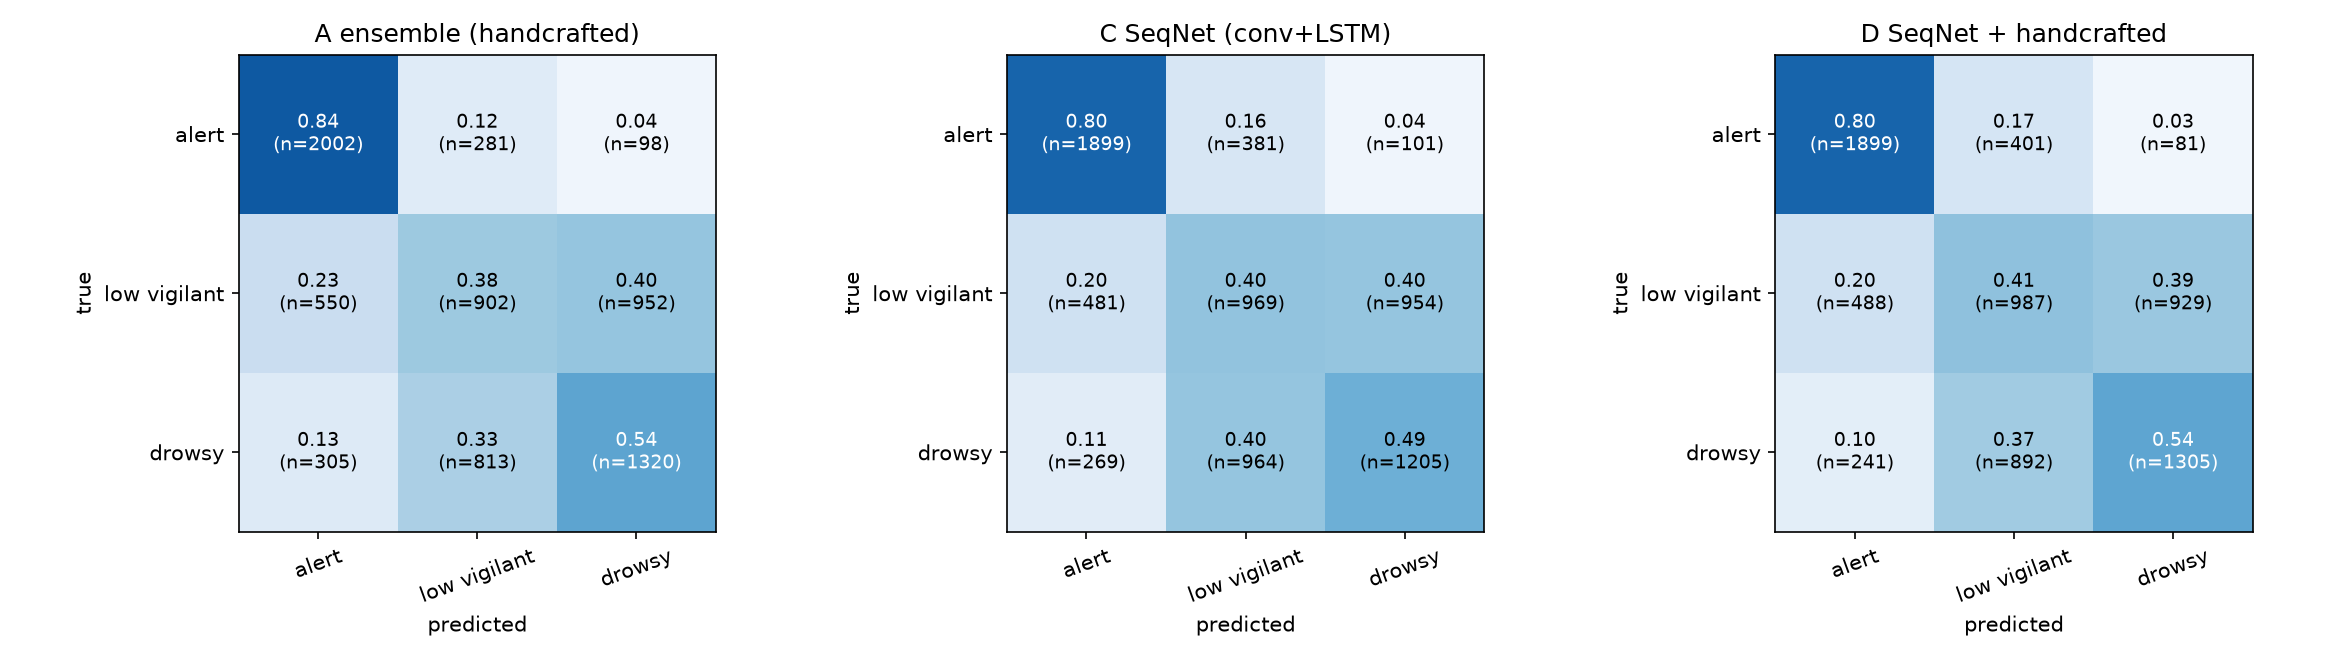 A ensemble (handcrafted)
true
alert
0.84
(n=2002)
0.12
(n=281)
0.04
(n=98)
low vigilant
0.23
(n=550)
0.38
(n=902)
0.40
(n=952)
drowsy
0.13
(n=305)
0.33
(n=813)
0.54
(n=1320)
alert
low vigilant
drowsy
predicted
C SeqNet (conv+LSTM)
true
alert
0.80
(n=1899)
0.16
(n=381)
0.04
(n=101)
low vigilant
0.20
(n=481)
0.40
(n=969)
0.40
(n=954)
drowsy
0.11
(n=269)
0.40
(n=964)
0.49
(n=1205)
alert
low vigilant
drowsy
predicted
D SeqNet + handcrafted
true
alert
0.80
(n=1899)
0.17
(n=401)
0.03
(n=81)
low vigilant
0.20
(n=488)
0.41
(n=987)
0.39
(n=929)
drowsy
0.10
(n=241)
0.37
(n=892)
0.54
(n=1305)
alert
low vigilant
drowsy
predicted